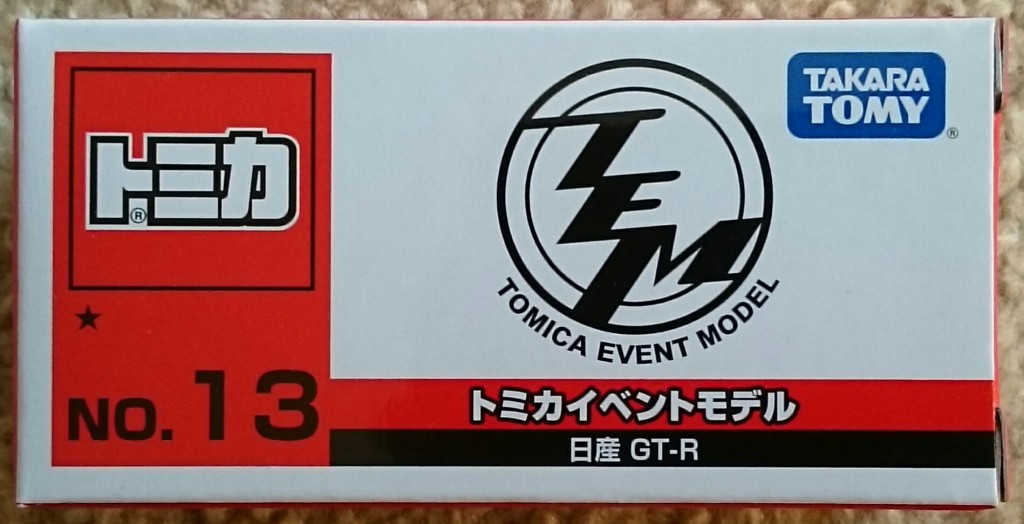 トミカ®
★
NO. 13
TEM
TOMICA EVENT MODEL
TAKARA
TOMY®
トミカイベントモデル
日産 GT-R